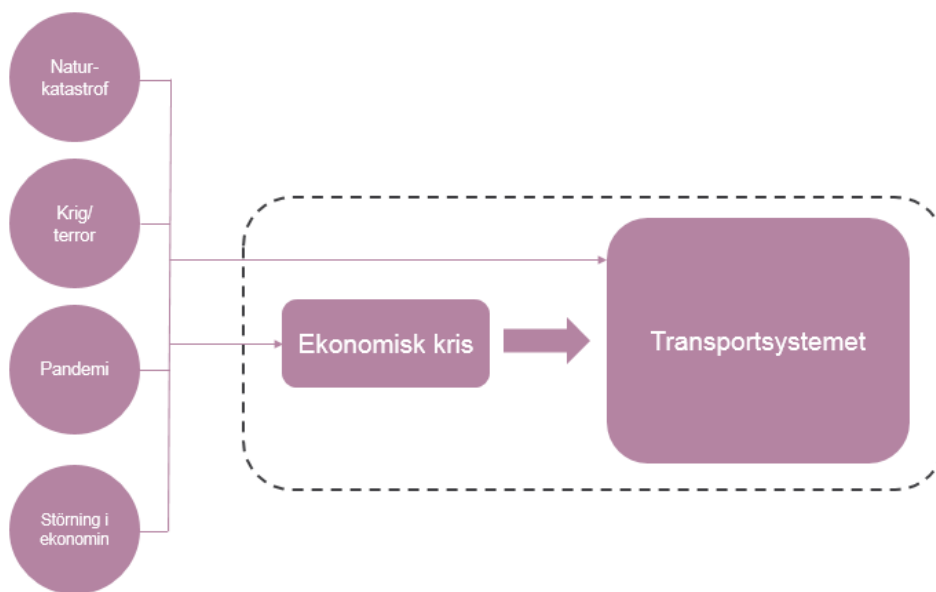 Natur-
katastrof
Krig/
terror
Pandemi
Störning i
ekonomin
Ekonomisk kris
Transportsystemet